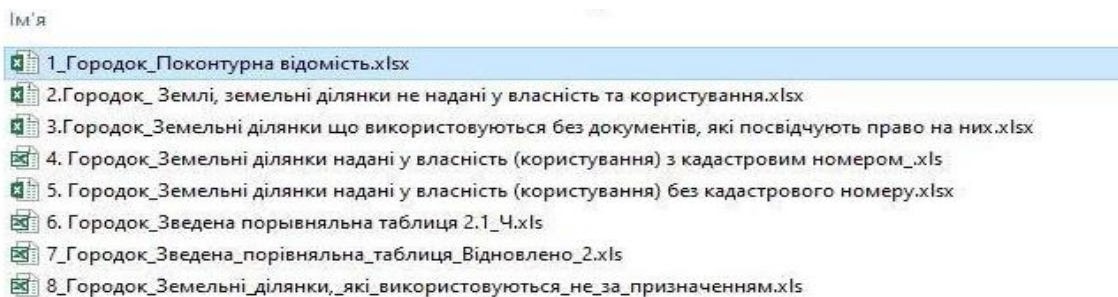 Ім'я
1_Городок_Поконтурна відомість.xlsx
2.Городок_ Землі, земельні ділянки не надані у власність та користування.xlsx
3.Городок_Земельні ділянки що використовуються без документів, які посвідчують право на них.xlsx
4. Городок_Земельні ділянки надані у власність (користування) з кадастровим номером_.xls
5. Городок_Земельні ділянки надані у власність (користування) без кадастрового номеру.xlsx
6. Городок_Зведена порывняльна таблиця 2.1_Ч.xls
7_Городок_Зведена_порівняльна_таблиця_Відновлено_2.xls
8_Городок_Земельні_ділянки,_які_використовуються_не_за_призначенням.xls